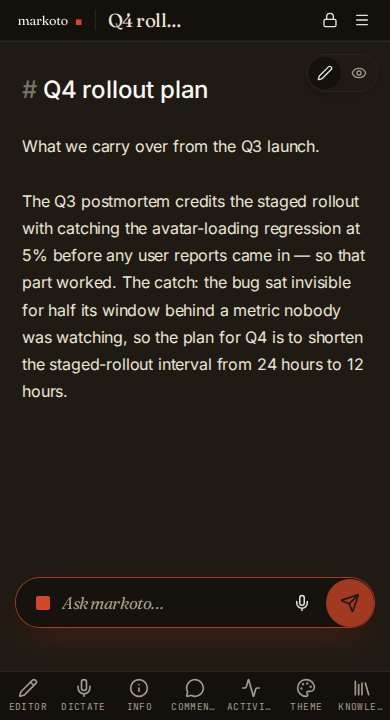 markoto
Q4 roll...
# Q4 rollout plan
What we carry over from the Q3 launch.
The Q3 postmortem credits the staged rollout
with catching the avatar-loading regression at
5% before any user reports came in — so that
part worked. The catch: the bug sat invisible
for half its window behind a metric nobody
was watching, so the plan for Q4 is to shorten
the staged-rollout interval from 24 hours to 12
hours.
Ask markoto...
EDITOR DICTATE INFO COMMEN… ACTIVI… THEME KNOWLE…